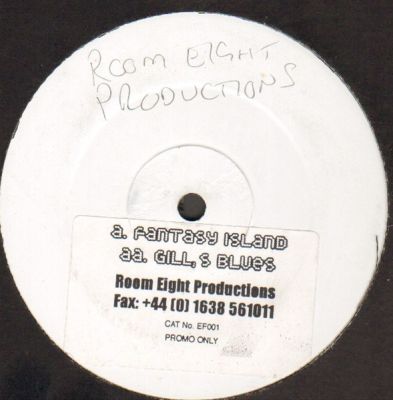 ROOM EIGHT
PRODUCTIONS
a. Fantasy Island
aa. Gill,s Blues
Room Eight Productions
Fax: +44 (0) 1638 561011
CAT No. EF001
PROMO ONLY